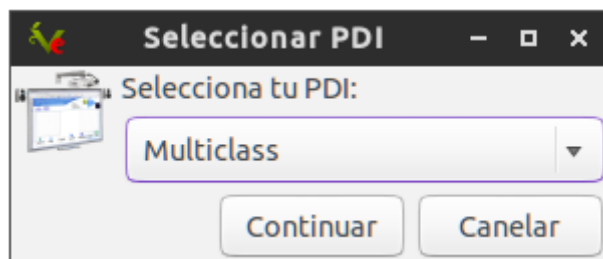 Seleccionar PDI
Selecciona tu PDI:
Multiclass
Continuar Canelar